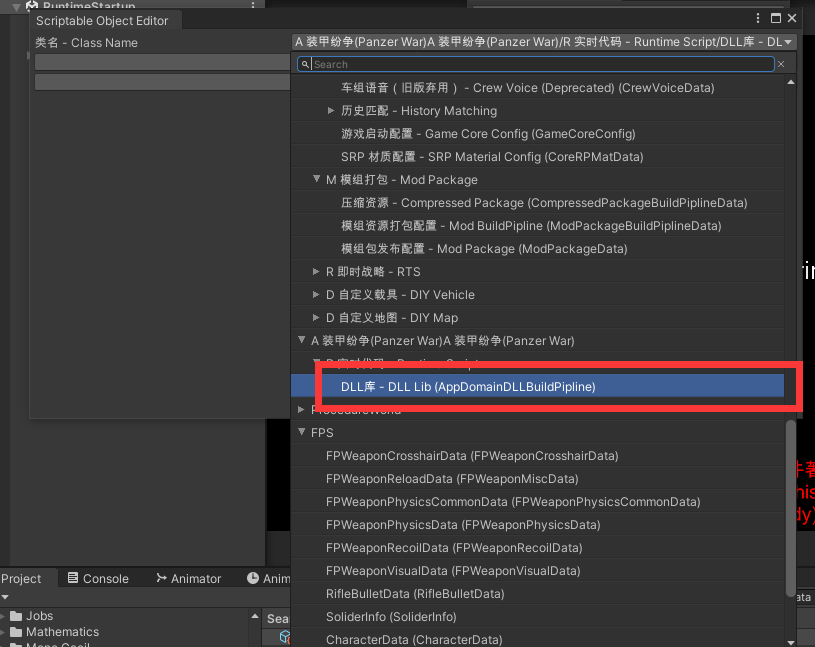 RuntimeStartup
Scriptable Object Editor
类名 - Class Name
A 装甲纷争(Panzer War)A 装甲纷争(Panzer War)/R 实时代码 - Runtime Script/DLL库 - DL
Search
车组语音 ( 旧版弃用 ) - Crew Voice (Deprecated) (CrewVoiceData)
历史匹配 - History Matching
游戏启动配置 - Game Core Config (GameCoreConfig)
SRP 材质配置 - SRP Material Config (CoreRPMatData)
M 模组打包 - Mod Package
压缩资源 - Compressed Package (CompressedPackageBuildPiplineData)
模组资源打包配置 - Mod BuildPipline (ModPackageBuildPiplineData)
模组包发布配置 - Mod Package (ModPackageData)
R 即时战略 - RTS
D 自定义载具 - DIY Vehicle
D 自定义地图 - DIY Map
A 装甲纷争(Panzer War)A 装甲纷争(Panzer War)
R 实时代码 - Runtime Script
DLL库 - DLL Lib (AppDomainDLLBuildPipline)
ProcedureWorld
FPS
FPWeaponCrosshairData (FPWeaponCrosshairData)
FPWeaponReloadData (FPWeaponMiscData)
FPWeaponPhysicsCommonData (FPWeaponPhysicsCommonData)
FPWeaponPhysicsData (FPWeaponPhysicsData)
FPWeaponRecoilData (FPWeaponRecoilData)
FPWeaponVisualData (FPWeaponVisualData)
RifleBulletData (RifleBulletData)
SoliderInfo (SoliderInfo)
CharacterData (CharacterData)
Project
Console
Animator
Anim
Jobs
Mathematics
Mono Cecil
Sea
ata